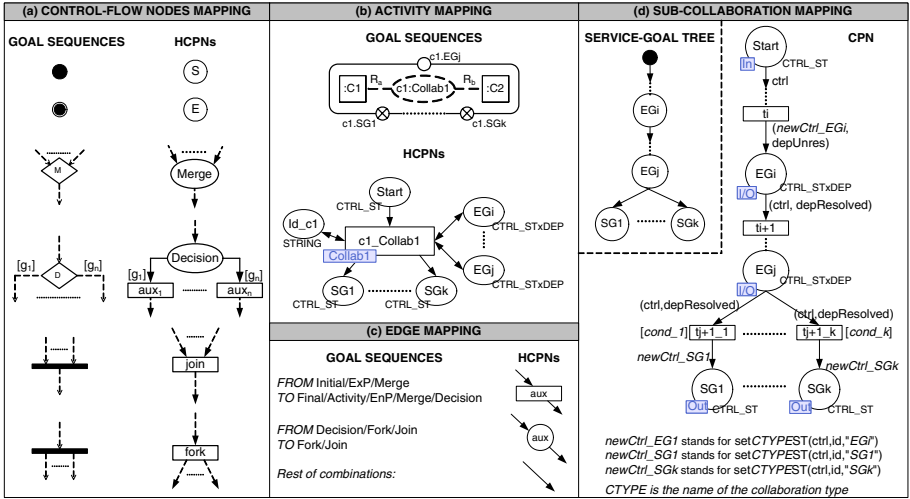 (a) CONTROL-FLOW NODES MAPPING
GOAL SEQUENCES
HCPNs
S
E
M
Merge
[g1]
D
[gn]
Decision
[g1]
[gn]
aux1
auxn
join
fork
(b) ACTIVITY MAPPING
GOAL SEQUENCES
c1.EGj
:C1
Ra
c1:Collab1
Rb
:C2
c1.SG1
c1.SGk
HCPNs
Start
CTRL_ST
Id_c1
STRING
c1_Collab1
Collab1
EGi
CTRL_STxDEP
EGj
CTRL_STxDEP
SG1
CTRL_ST
SGk
CTRL_ST
(c) EDGE MAPPING
GOAL SEQUENCES
HCPNs
FROM Initial/ExP/Merge
TO Final/Activity/EnP/Merge/Decision
aux
FROM Decision/Fork/Join
TO Fork/Join
aux
Rest of combinations:
(d) SUB-COLLABORATION MAPPING
SERVICE-GOAL TREE
EGi
EGj
SG1
SGk
CPN
Start
In
CTRL_ST
ctrl
ti
(newCtrl_EGi,
depUnres)
EGi
I/O
CTRL_STxDEP
(ctrl, depResolved)
ti+1
EGj
I/O
CTRL_STxDEP
(ctrl,depResolved)
(ctrl,depResolved)
[cond_1]
tj+1_1
tj+1_k
[cond_k]
newCtrl_SG1
newCtrl_SGk
SG1
Out
CTRL_ST
SGk
Out
CTRL_ST
newCtrl_EG1 stands for setCTYPEST(ctrl,id,"EGi")
newCtrl_SG1 stands for setCTYPEST(ctrl,id,"SG1")
newCtrl_SGk stands for setCTYPEST(ctrl,id,"SGk")
CTYPE is the name of the collaboration type